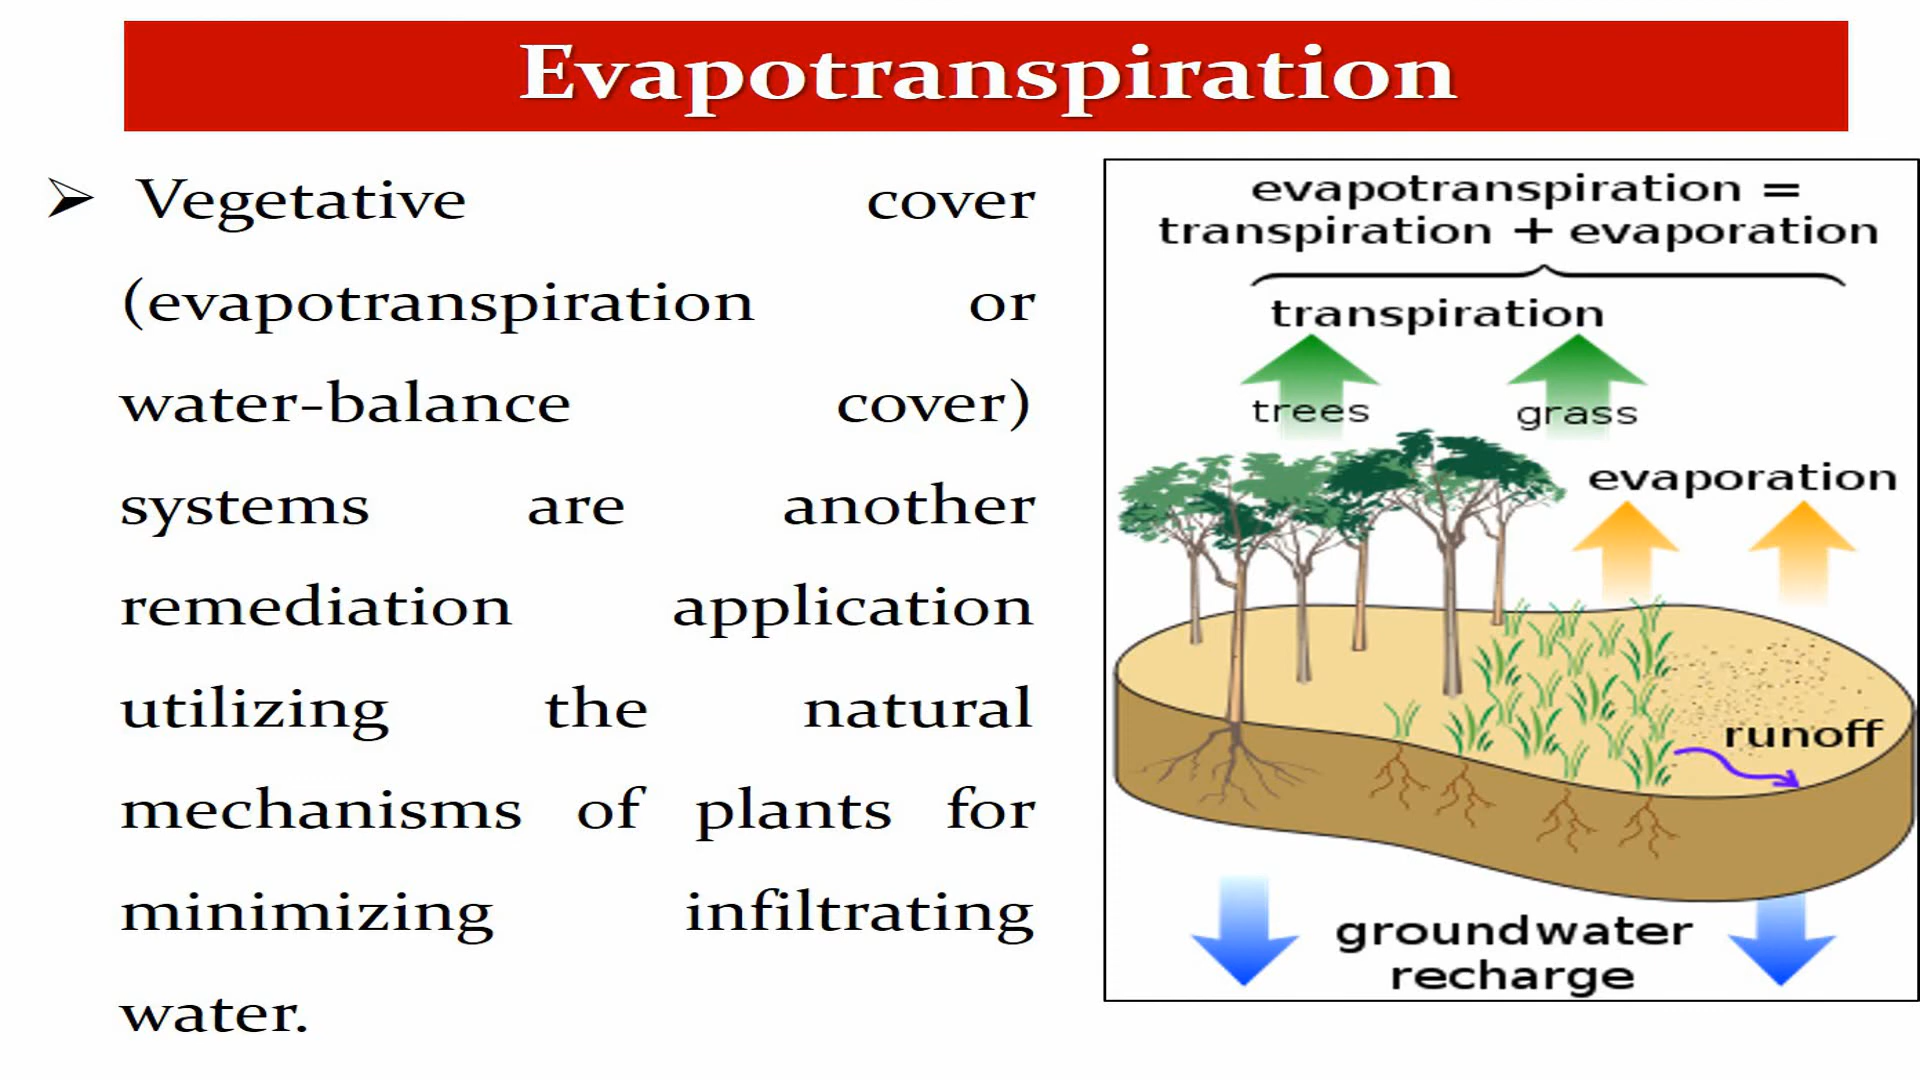 Evapotranspiration
➢ Vegetative cover
(evapotranspiration or
water-balance cover)
systems are another
remediation application
utilizing the natural
mechanisms of plants for
minimizing infiltrating
water.
evapotranspiration =
transpiration + evaporation
transpiration
trees grass
evaporation
runoff
groundwater
recharge